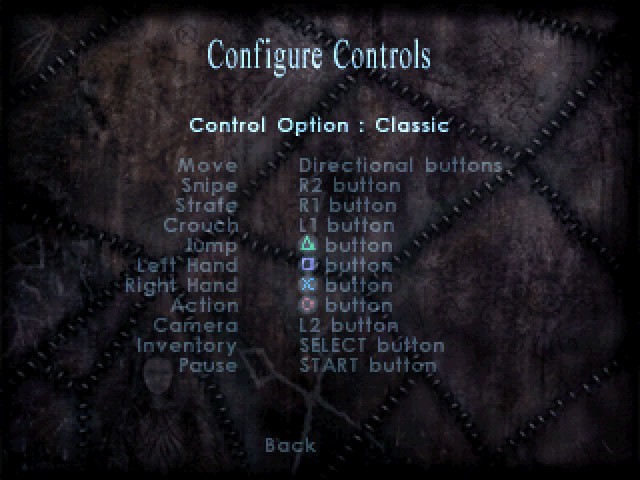 Configure Controls
Control Option : Classic
Move Directional buttons
Snipe R2 button
Strafe R1 button
Crouch L1 button
Jump △ button
Left Hand □ button
Right Hand ✕ button
Action ○ button
Camera L2 button
Inventory SELECT button
Pause START button
Back